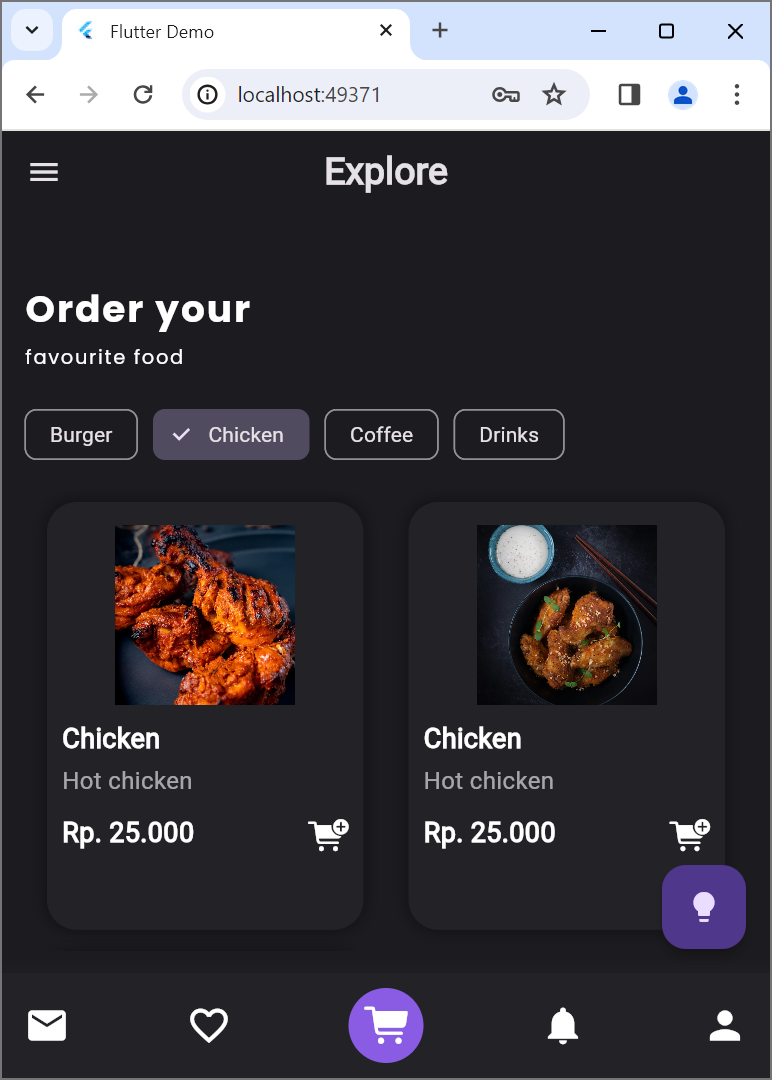 Flutter Demo
localhost:49371
Explore
Order your
favourite food
Burger Chicken Coffee Drinks
Chicken Chicken
Hot chicken Hot chicken
Rp. 25.000 Rp. 25.000